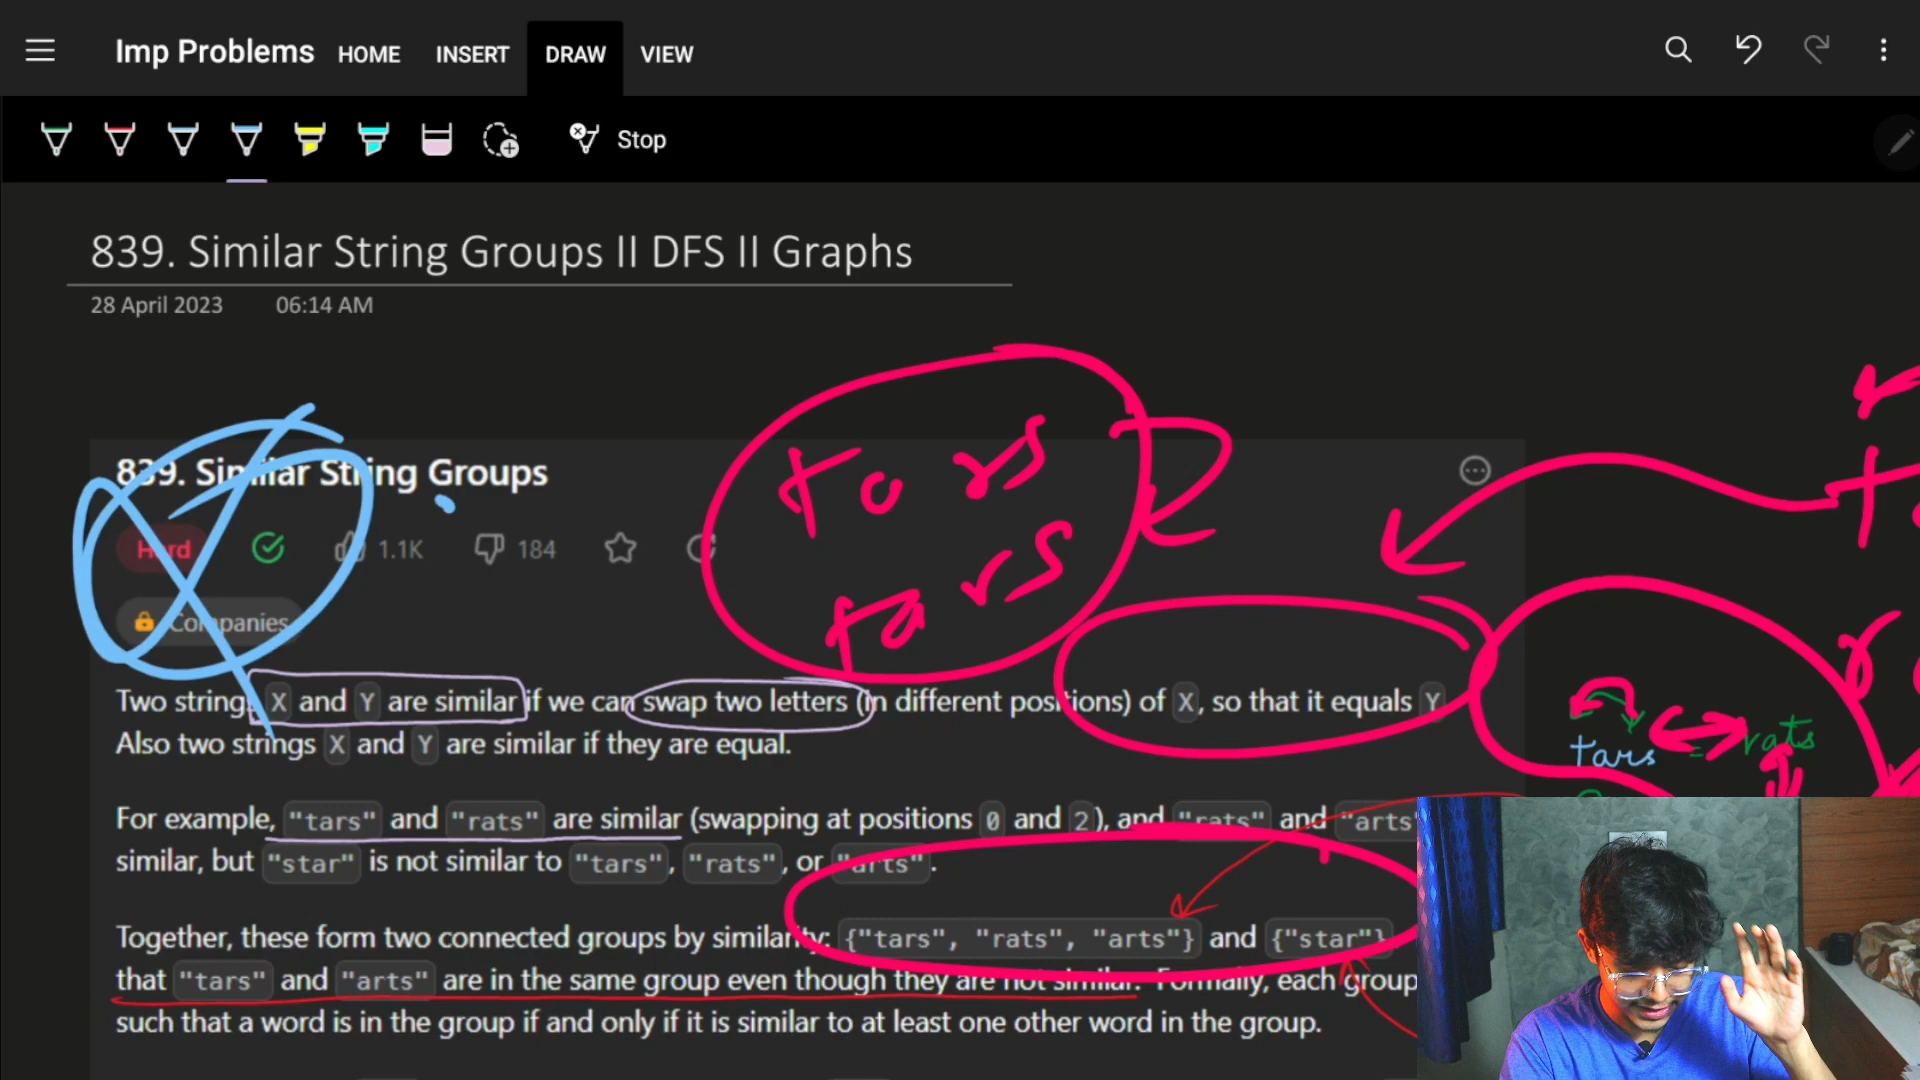 Imp Problems HOME INSERT DRAW VIEW
Stop
839. Similar String Groups II DFS II Graphs
28 April 2023 06:14 AM
839. Similar String Groups
Hard 1.1K 184
Companies
to rs
tars
Two strings X and Y are similar if we can swap two letters (in different positions) of X, so that it equals Y
Also two strings X and Y are similar if they are equal.
tars rats
For example, "tars" and "rats" are similar (swapping at positions 0 and 2), and "rats" and "arts"
similar, but "star" is not similar to "tars", "rats", or "arts".
Together, these form two connected groups by similarity: {"tars", "rats", "arts"} and {"star"}
that "tars" and "arts" are in the same group even though they are not similar. Formally, each group
such that a word is in the group if and only if it is similar to at least one other word in the group.